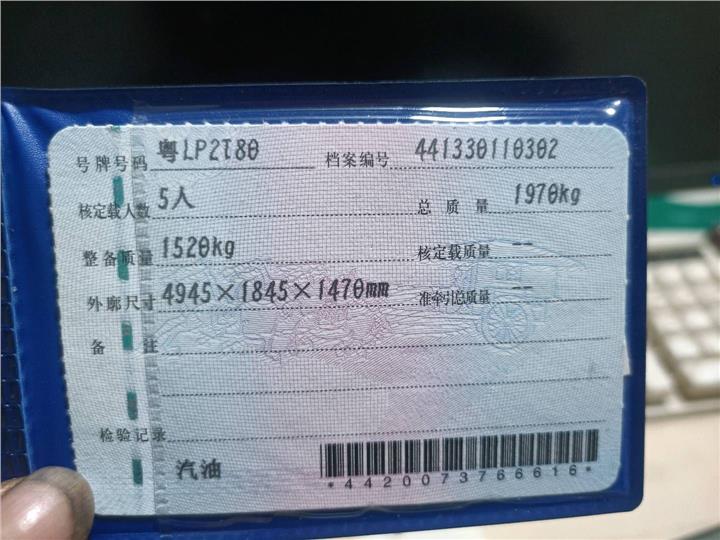 号牌号码 粤LP2T80 档案编号 441330110302
核定载人数 5人 总质量 1970kg
整备质量 1520kg 核定载质量 --
外廓尺寸 4945×1845×1470mm 准牵引总质量 --
备注
检验记录
汽油
*4420073766616*